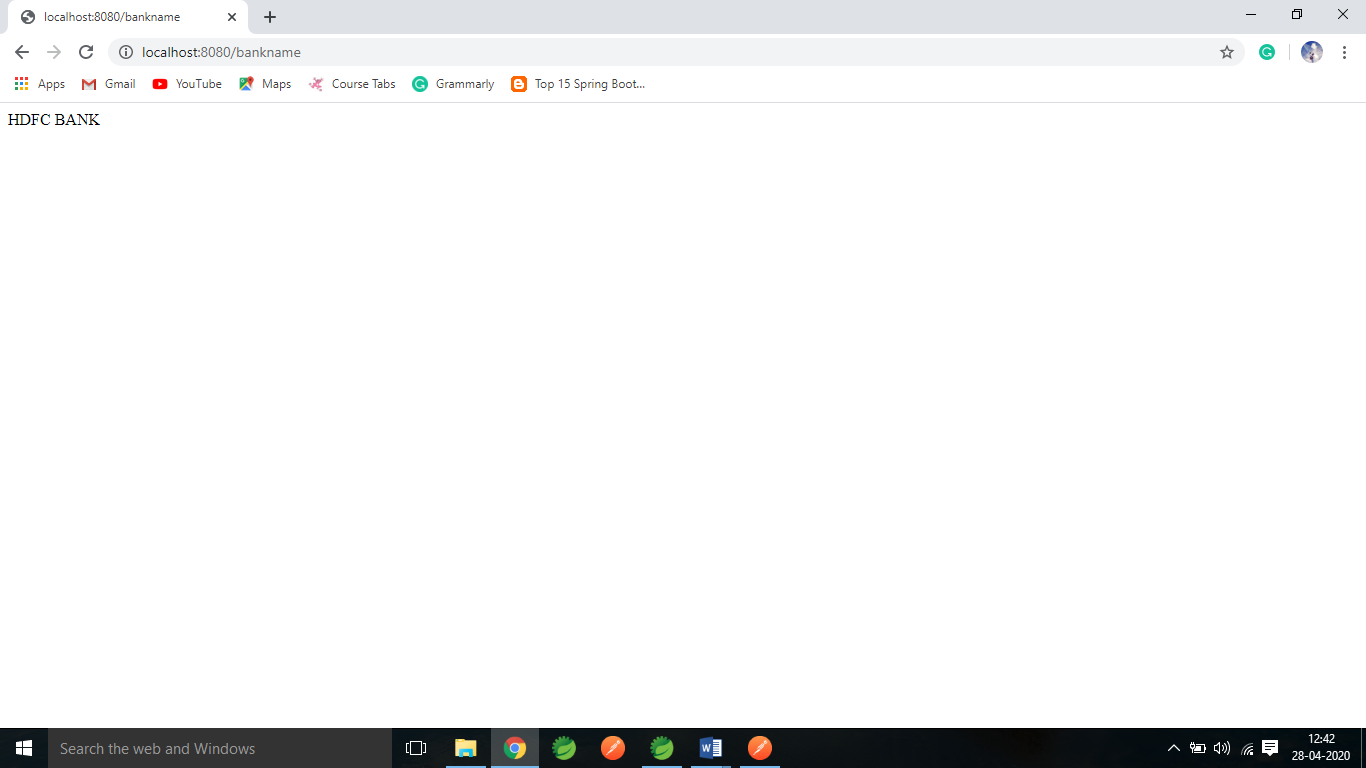 localhost:8080/bankname
localhost:8080/bankname
Apps Gmail YouTube Maps Course Tabs Grammarly Top 15 Spring Boot...
HDFC BANK
Search the web and Windows
12:42
28-04-2020